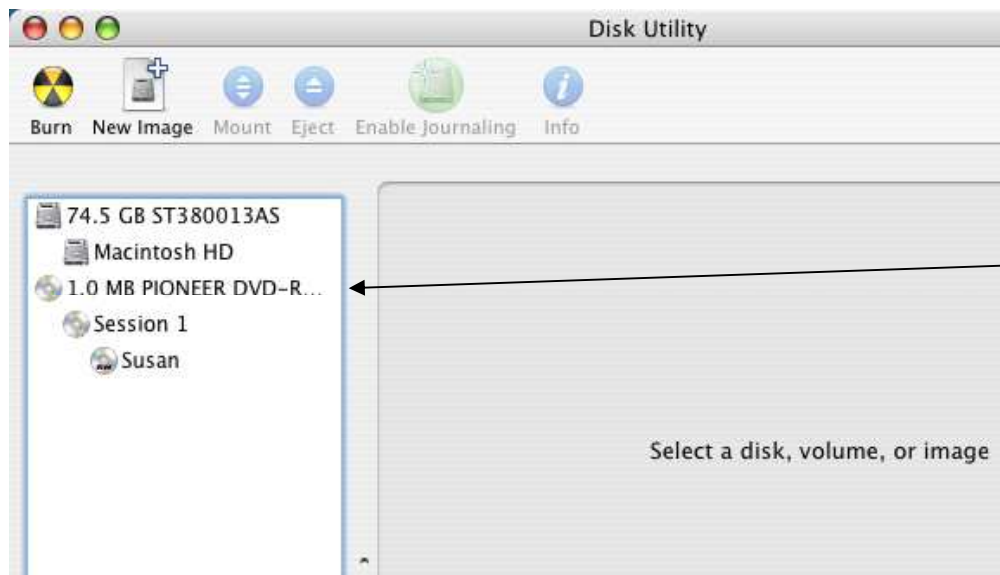 Disk Utility
Burn New Image Mount Eject Enable Journaling Info
74.5 GB ST380013AS
Macintosh HD
1.0 MB PIONEER DVD-R...
Session 1
Susan
Select a disk, volume, or image